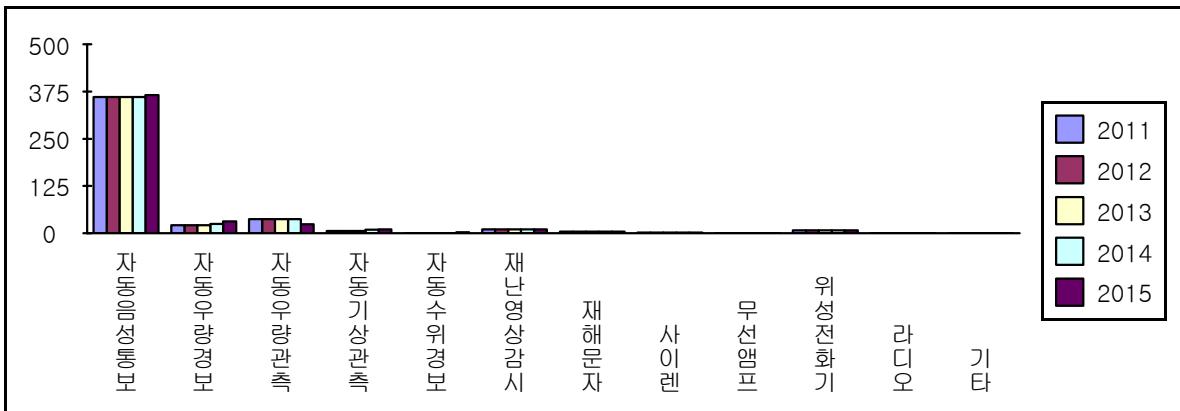 500
375
250
125
0
자동음성통보
자동우량경보
자동우량관측
자동기상관측
자동수위경보
재난영상감시
재해문자
사이렌
무선앰프
위성전화기
라디오
기타
2011
2012
2013
2014
2015